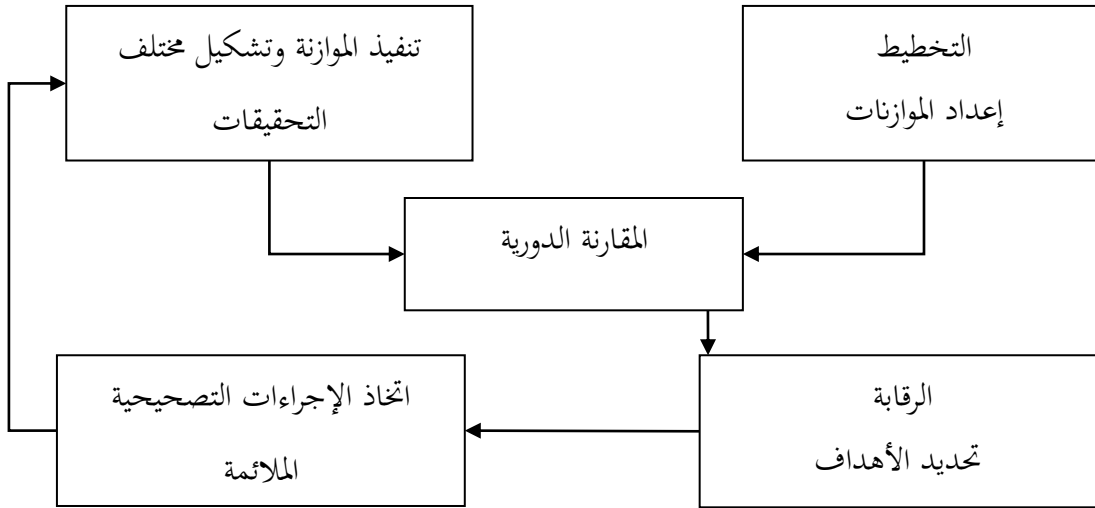 التخطيط
إعداد الموازنات
تنفيذ الموازنة وتشكيل مختلف
التحقيقات
المقارنة الدورية
الرقابة
تحديد الأهداف
اتخاذ الإجراءات التصحيحية
الملائمة